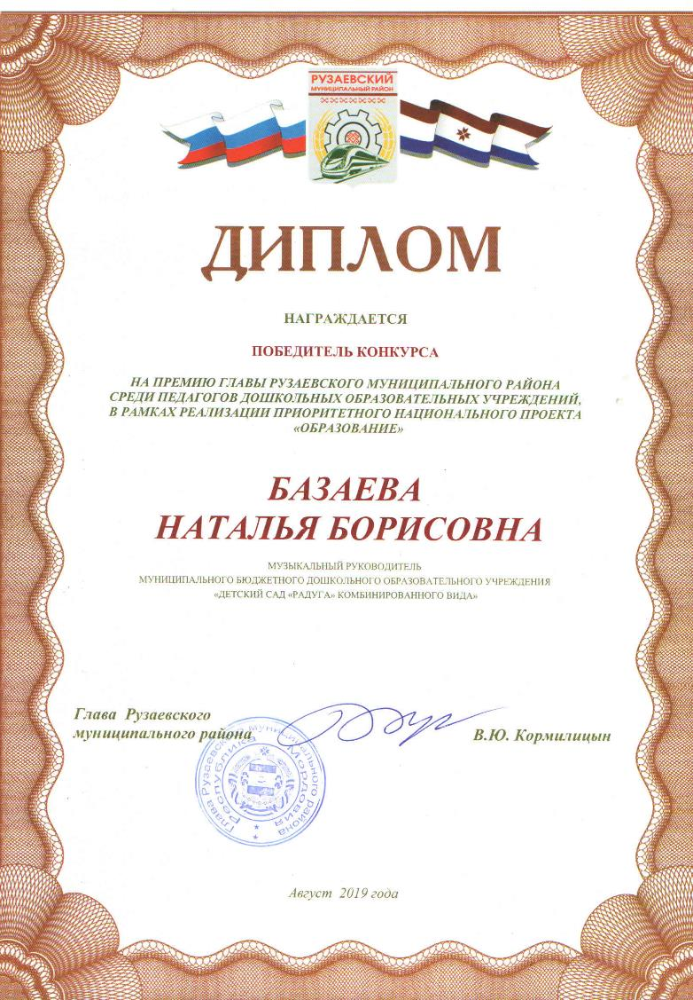 РУЗАЕВСКИЙ
МУНИЦИПАЛЬНЫЙ РАЙОН
ДИПЛОМ
НАГРАЖДАЕТСЯ
ПОБЕДИТЕЛЬ КОНКУРСА
НА ПРЕМИЮ ГЛАВЫ РУЗАЕВСКОГО МУНИЦИПАЛЬНОГО РАЙОНА
СРЕДИ ПЕДАГОГОВ ДОШКОЛЬНЫХ ОБРАЗОВАТЕЛЬНЫХ УЧРЕЖДЕНИЙ,
В РАМКАХ РЕАЛИЗАЦИИ ПРИОРИТЕТНОГО НАЦИОНАЛЬНОГО ПРОЕКТА
«ОБРАЗОВАНИЕ»
БАЗАЕВА
НАТАЛЬЯ БОРИСОВНА
МУЗЫКАЛЬНЫЙ РУКОВОДИТЕЛЬ
МУНИЦИПАЛЬНОГО БЮДЖЕТНОГО ДОШКОЛЬНОГО ОБРАЗОВАТЕЛЬНОГО УЧРЕЖДЕНИЯ
«ДЕТСКИЙ САД «РАДУГА» КОМБИНИРОВАННОГО ВИДА»
Глава Рузаевского
муниципального района
В.Ю. Кормилицын
Глава Рузаевского муниципального района
Республика Мордовия
Август 2019 года